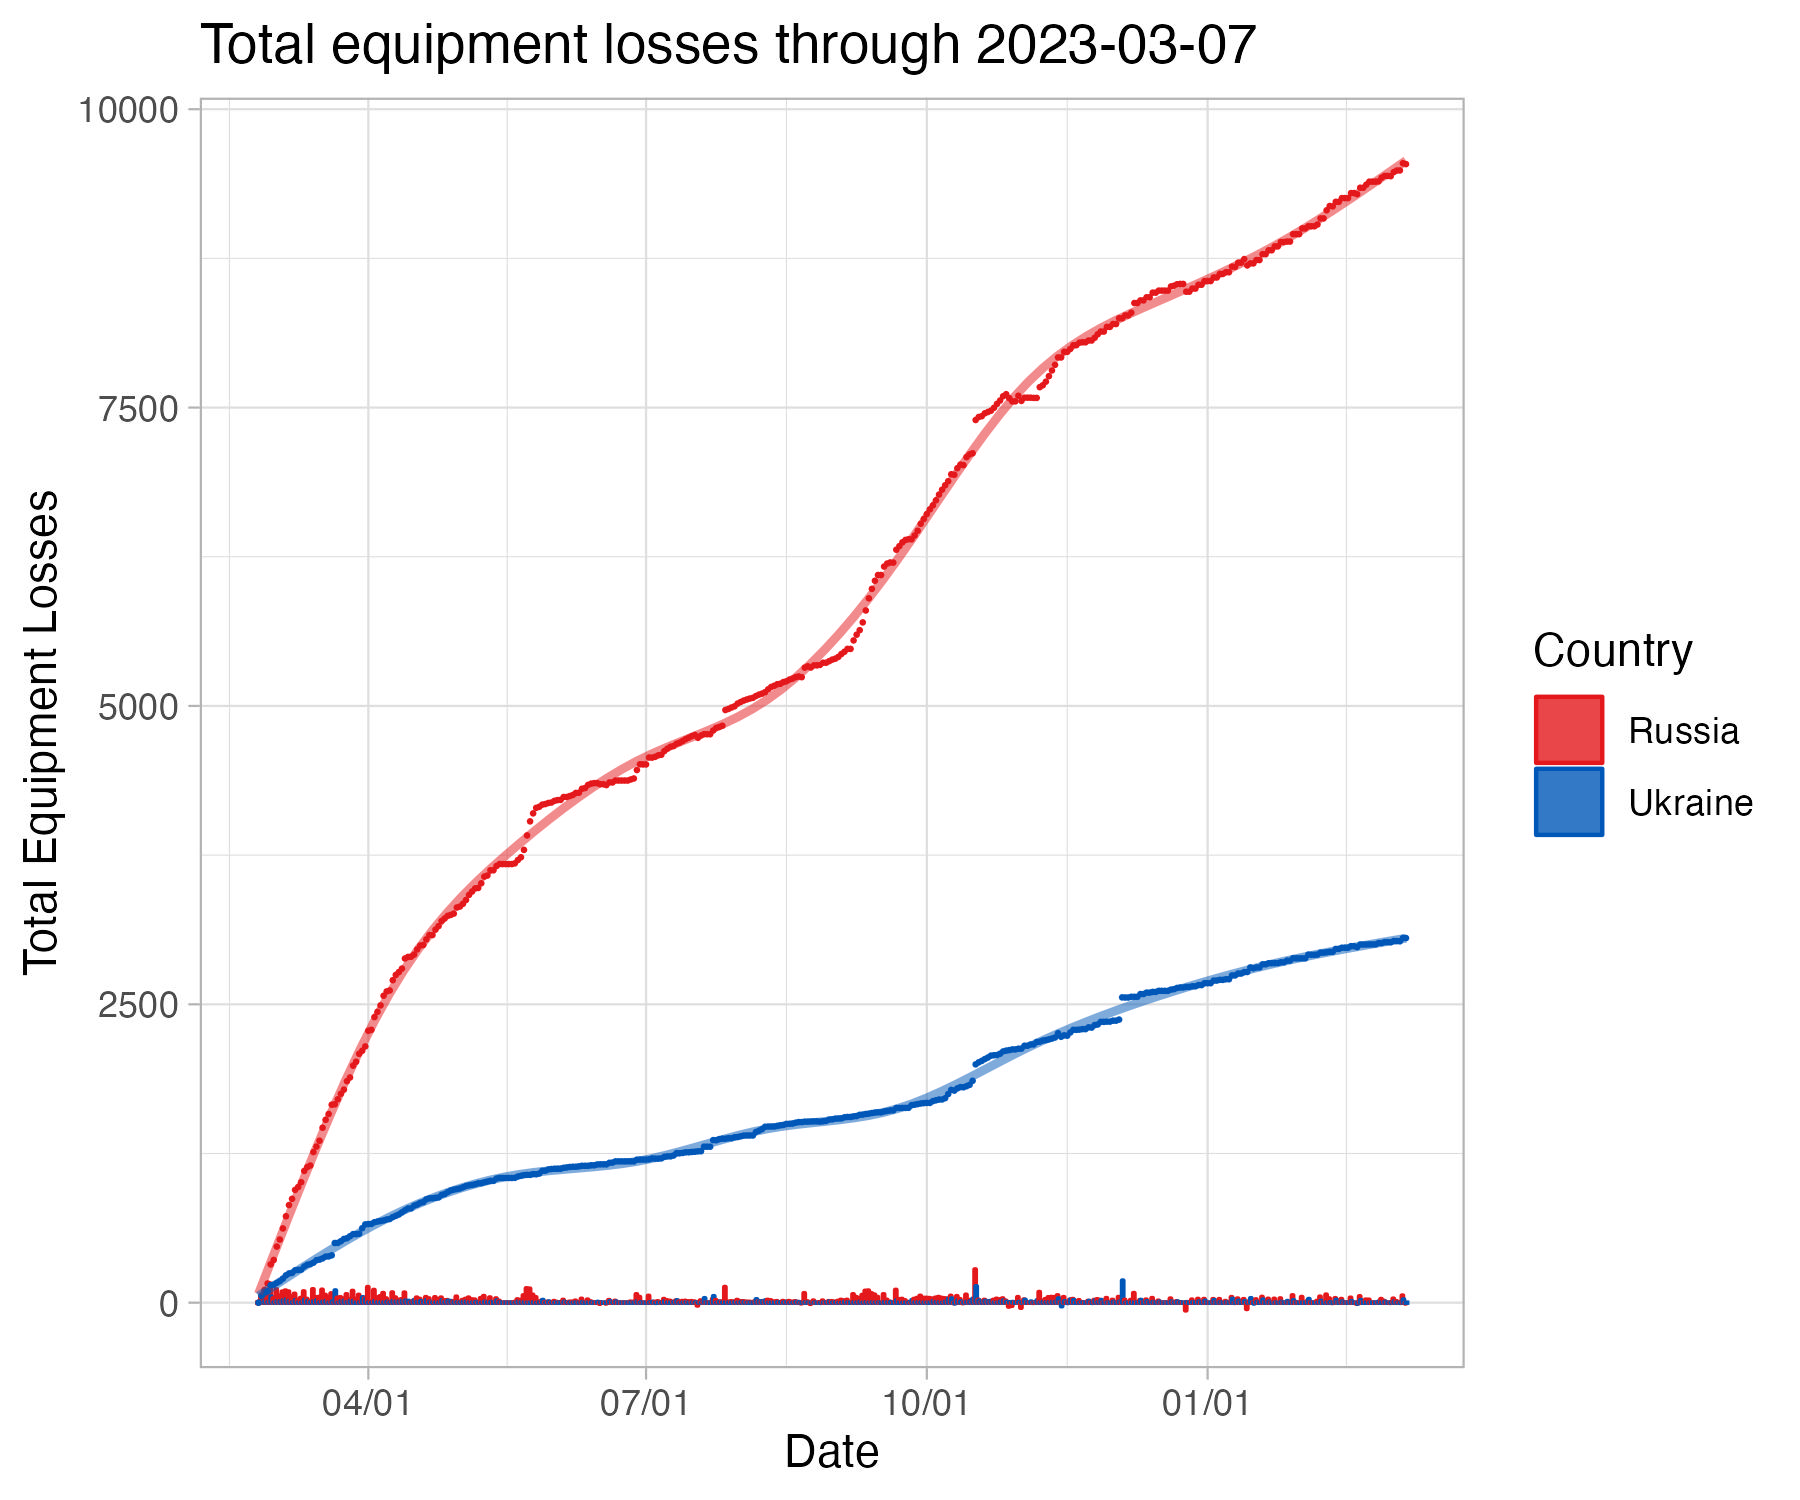 Total equipment losses through 2023-03-07
Total Equipment Losses
10000
7500
5000
2500
0
04/01 07/01 10/01 01/01
Date
Country
Russia
Ukraine